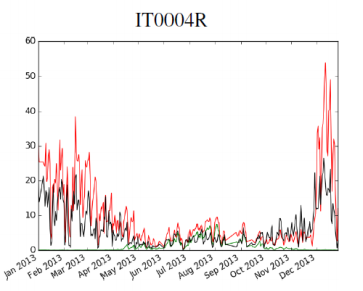 IT0004R
60
50
40
30
20
10
0
Jan 2013
Feb 2013
Mar 2013
Apr 2013
May 2013
Jun 2013
Jul 2013
Aug 2013
Sep 2013
Oct 2013
Nov 2013
Dec 2013